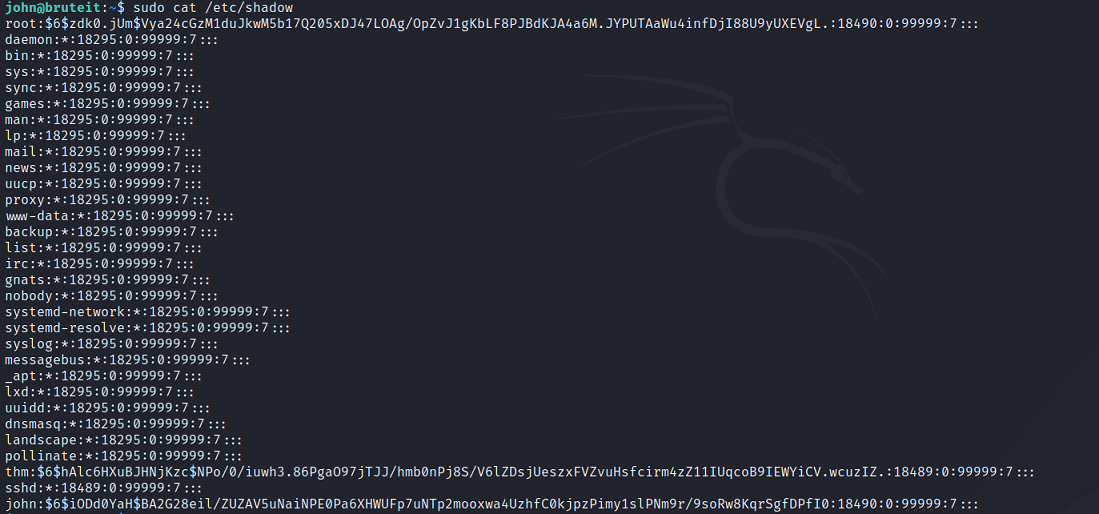 john@bruteit:~$ sudo cat /etc/shadow
root:$6$zdk0.jUm$Vya24cGzM1duJkwM5b17Q205xDJ47LOAg/OpZvJ1gKbLF8PJBdKJA4a6M.JYPUTAaWu4infDjI88U9yUXEVgL.:18490:0:99999:7:::
daemon:*:18295:0:99999:7:::
bin:*:18295:0:99999:7:::
sys:*:18295:0:99999:7:::
sync:*:18295:0:99999:7:::
games:*:18295:0:99999:7:::
man:*:18295:0:99999:7:::
lp:*:18295:0:99999:7:::
mail:*:18295:0:99999:7:::
news:*:18295:0:99999:7:::
uucp:*:18295:0:99999:7:::
proxy:*:18295:0:99999:7:::
www-data:*:18295:0:99999:7:::
backup:*:18295:0:99999:7:::
list:*:18295:0:99999:7:::
irc:*:18295:0:99999:7:::
gnats:*:18295:0:99999:7:::
nobody:*:18295:0:99999:7:::
systemd-network:*:18295:0:99999:7:::
systemd-resolve:*:18295:0:99999:7:::
syslog:*:18295:0:99999:7:::
messagebus:*:18295:0:99999:7:::
_apt:*:18295:0:99999:7:::
lxd:*:18295:0:99999:7:::
uuidd:*:18295:0:99999:7:::
dnsmasq:*:18295:0:99999:7:::
landscape:*:18295:0:99999:7:::
pollinate:*:18295:0:99999:7:::
thm:$6$hAlc6HXuBJHNjKzc$NPo/0/iuwh3.86PgaO97jTJJ/hmb0nPj8S/V6lZDsjUeszxFVZvuHsfcirm4zZ11IUqcoB9IEWYiCV.wcuzIZ.:18489:0:99999:7:::
sshd:*:18489:0:99999:7:::
john:$6$iODd0YaH$BA2G28eil/ZUZAV5uNaiNPE0Pa6XHWUFp7uNTp2mooxwa4UzhfC0kjpzPimy1slPNm9r/9soRw8KqrSgfDPfI0:18490:0:99999:7:::